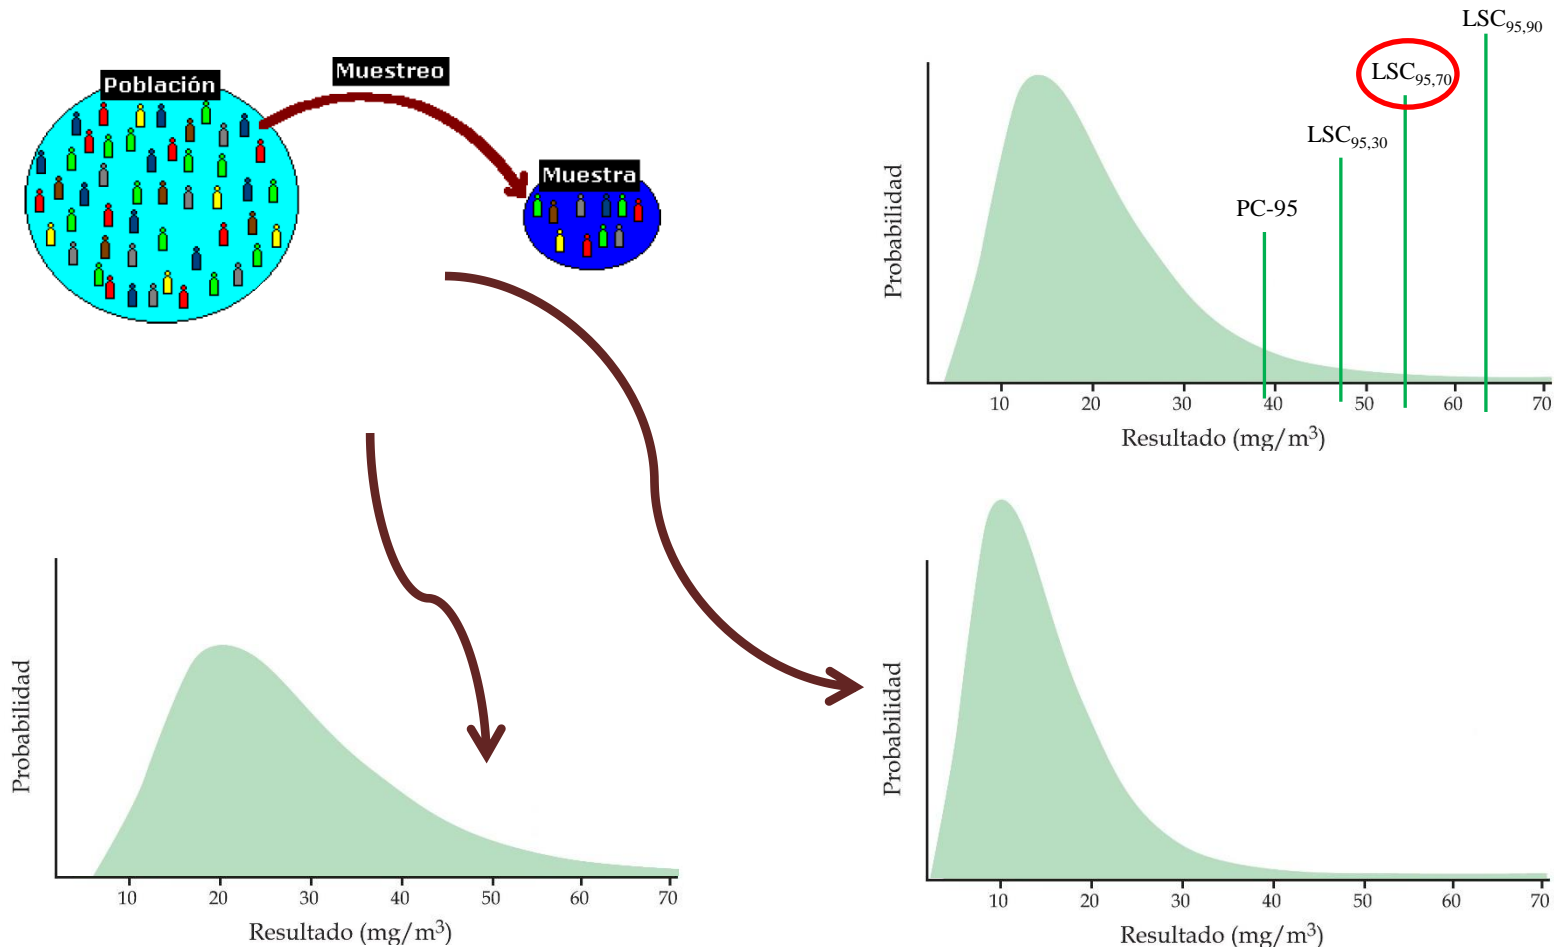 Población
Muestreo
Muestra
LSC95,90
LSC95,70
LSC95,30
PC-95
Probabilidad
10 20 30 40 50 60 70
Resultado (mg/m³)
Probabilidad
10 20 30 40 50 60 70
Resultado (mg/m³)
Probabilidad
10 20 30 40 50 60 70
Resultado (mg/m³)